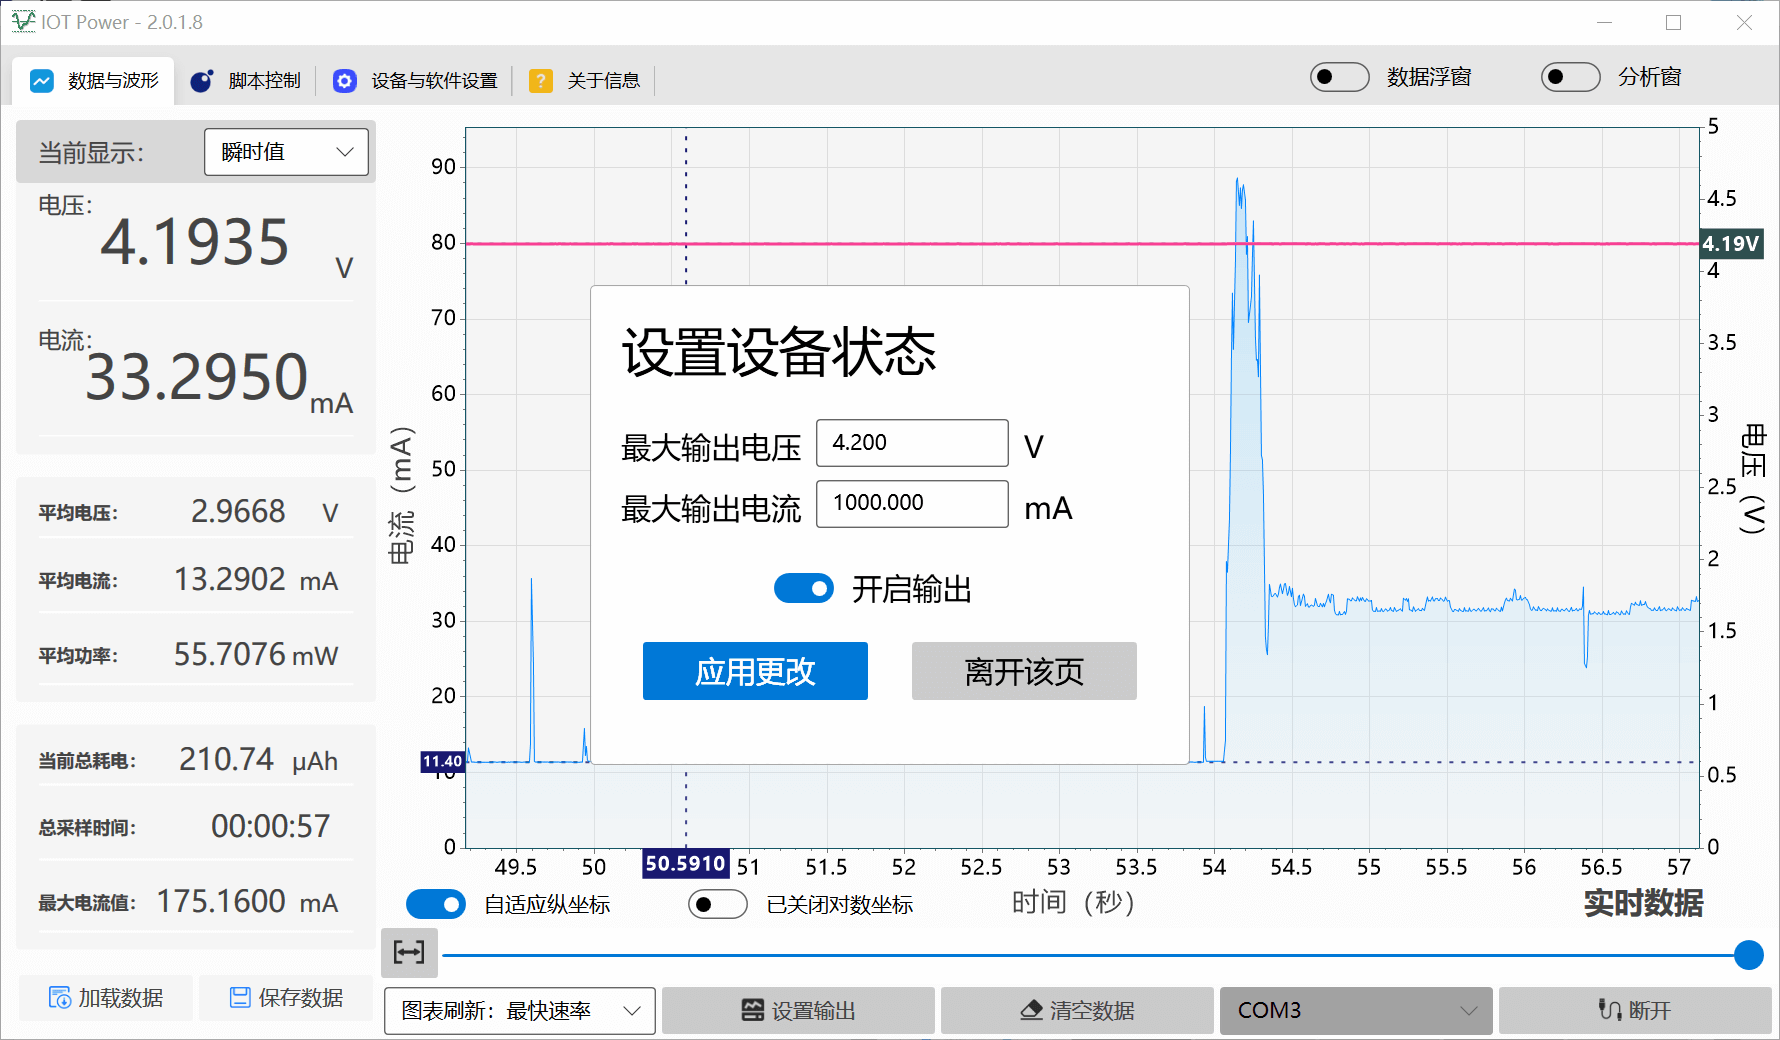 IOT Power - 2.0.1.8
数据与波形
脚本控制
设备与软件设置
关于信息
数据浮窗
分析窗
当前显示:
瞬时值
电压:
4.1935
V
电流:
33.2950
mA
平均电压: 2.9668 V
平均电流: 13.2902 mA
平均功率: 55.7076 mW
当前总耗电: 210.74 μAh
总采样时间: 00:00:57
最大电流值: 175.1600 mA
加载数据
保存数据
电流（mA）
90
80
70
60
50
40
30
20
10
0
11.40
设置设备状态
最大输出电压 4.200 V
最大输出电流 1000.000 mA
开启输出
应用更改
离开该页
5
4.5
4.19V
4
3.5
3
2.5
2
1.5
1
0.5
0
电压（V）
49.5 50 50.5910 51 51.5 52 52.5 53 53.5 54 54.5 55 55.5 56 56.5 57
自适应纵坐标
已关闭对数坐标
时间（秒）
实时数据
图表刷新: 最快速率
设置输出
清空数据
COM3
断开